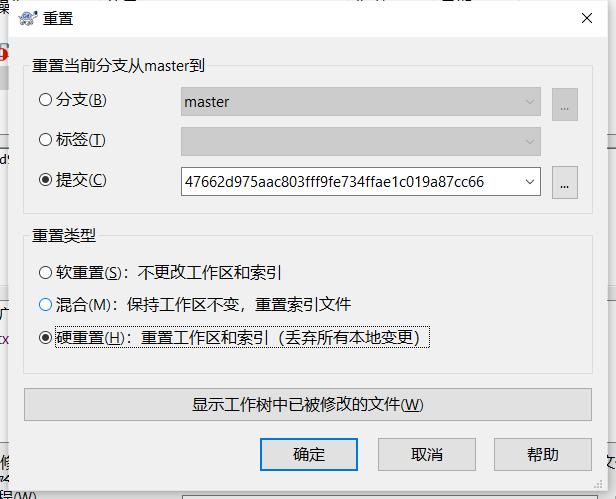 重置
重置当前分支从master到
分支(B)
master
...
标签(T)
提交(C)
47662d975aac803fff9fe734ffae1c019a87cc66
...
重置类型
软重置(S): 不更改工作区和索引
混合(M): 保持工作区不变，重置索引文件
硬重置(H): 重置工作区和索引（丢弃所有本地变更）
显示工作树中已被修改的文件(W)
确定
取消
帮助